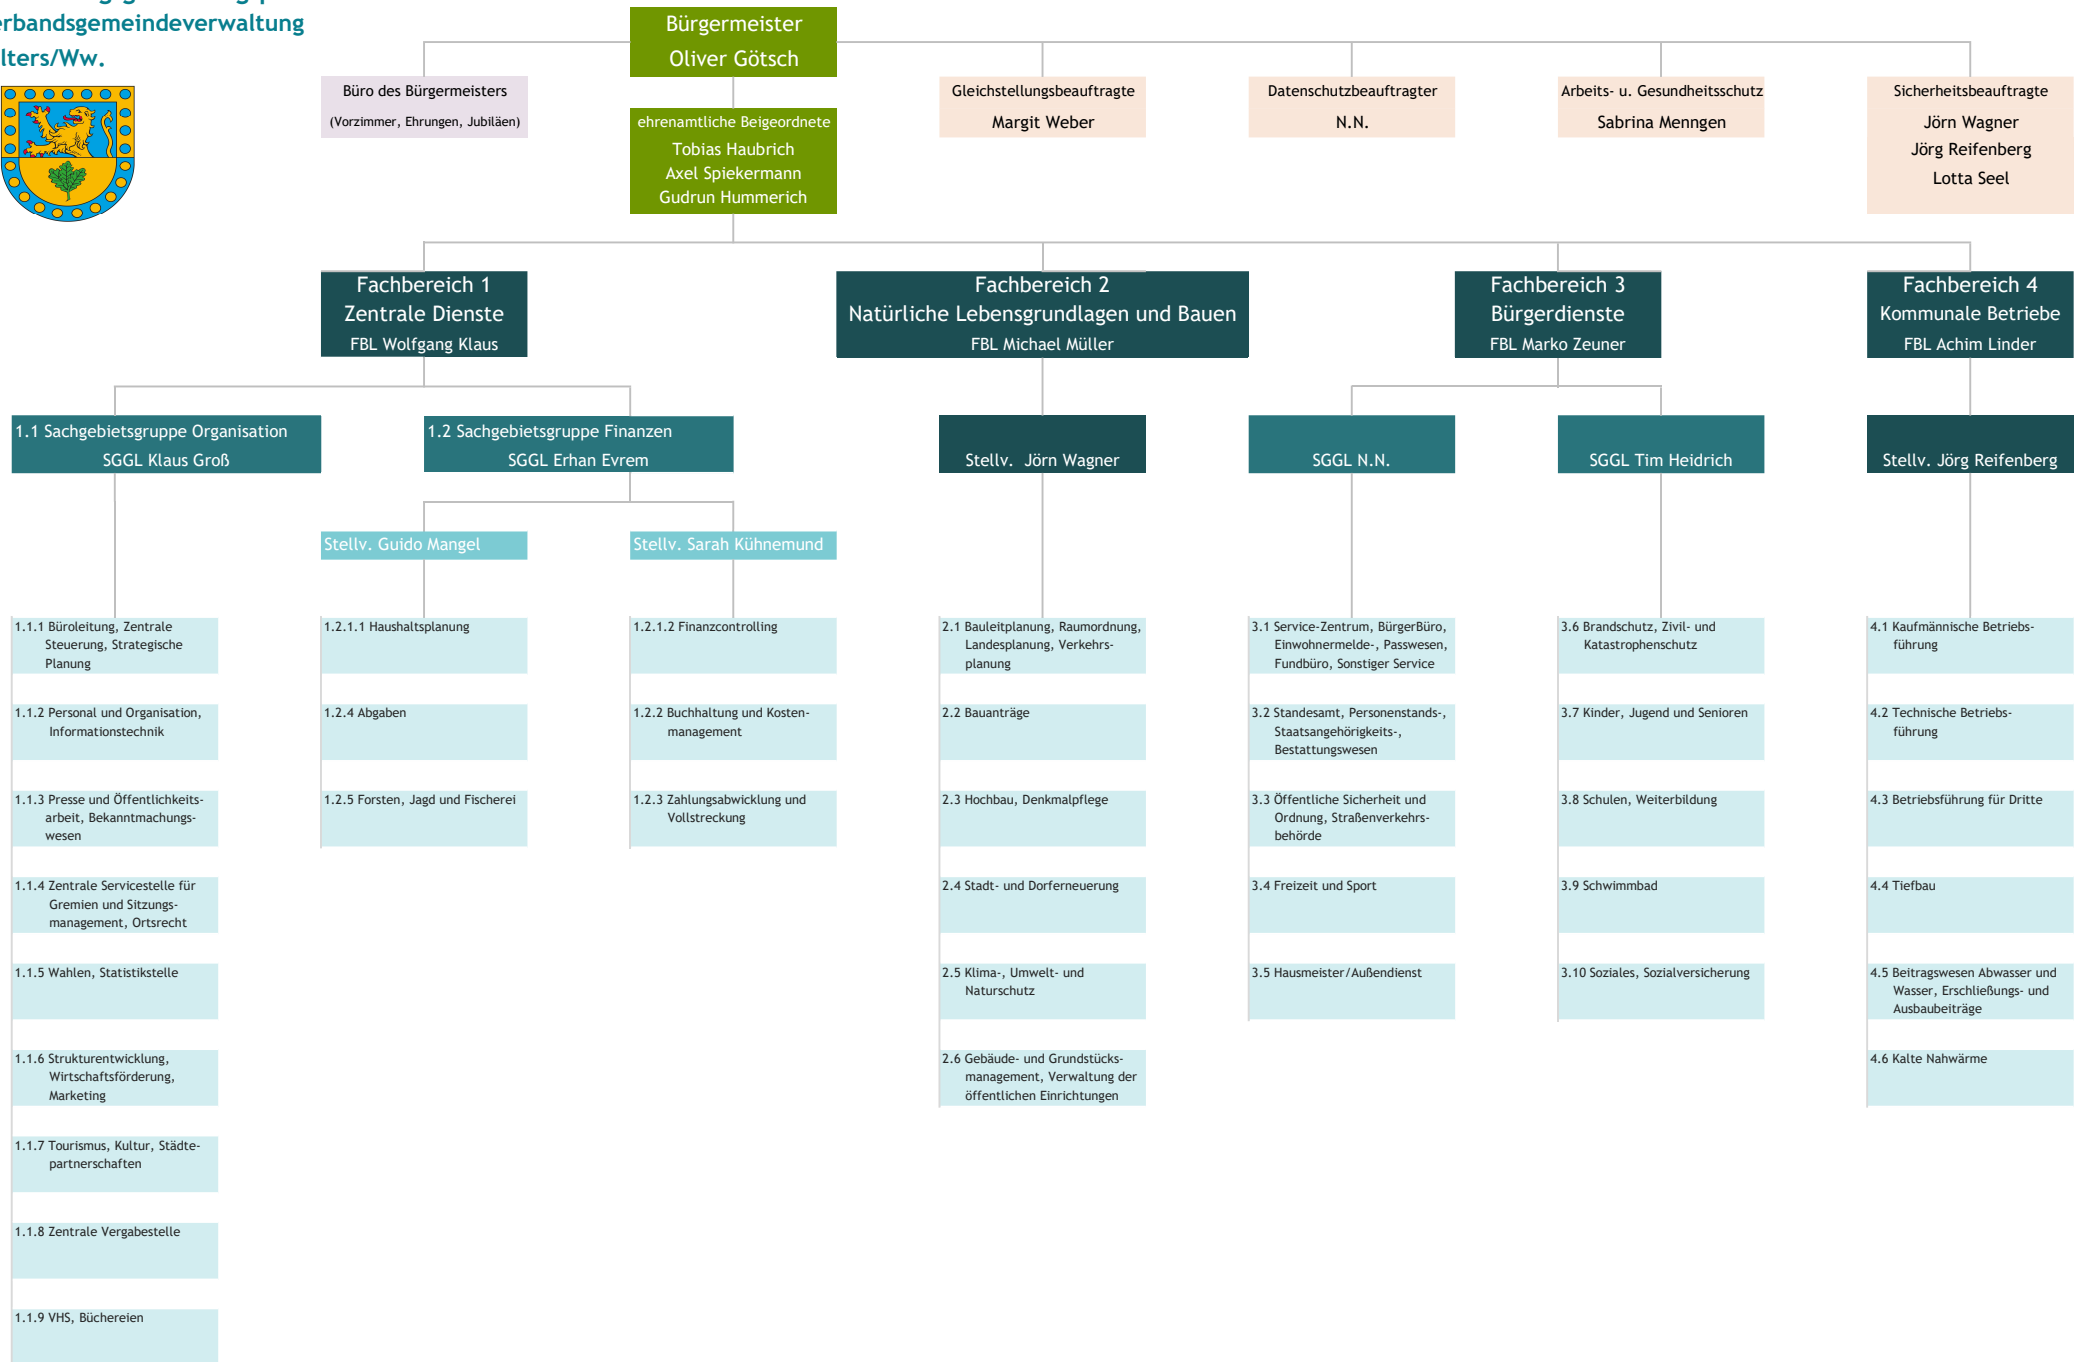 Bürgermeister
Oliver Götsch
Büro des Bürgermeisters
(Vorzimmer, Ehrungen, Jubiläen)
ehrenamtliche Beigeordnete
Tobias Haubrich
Axel Spiekermann
Gudrun Hummerich
Gleichstellungsbeauftragte
Margit Weber
Datenschutzbeauftragter
N.N.
Arbeits- u. Gesundheitsschutz
Sabrina Menngen
Sicherheitsbeauftragte
Jörn Wagner
Jörg Reifenberg
Lotta Seel
Fachbereich 1
Zentrale Dienste
FBL Wolfgang Klaus
Fachbereich 2
Natürliche Lebensgrundlagen und Bauen
FBL Michael Müller
Fachbereich 3
Bürgerdienste
FBL Marko Zeuner
Fachbereich 4
Kommunale Betriebe
FBL Achim Linder
1.1 Sachgebietsgruppe Organisation
SGGL Klaus Groß
1.2 Sachgebietsgruppe Finanzen
SGGL Erhan Evrem
Stellv. Jörn Wagner
SGGL N.N.
SGGL Tim Heidrich
Stellv. Jörg Reifenberg
Stellv. Guido Mangel
Stellv. Sarah Kühnemund
1.1.1 Büroleitung, Zentrale
Steuerung, Strategische
Planung
1.1.2 Personal und Organisation,
Informationstechnik
1.1.3 Presse und Öffentlichkeits-
arbeit, Bekanntmachungs-
wesen
1.1.4 Zentrale Servicestelle für
Gremien und Sitzungs-
management, Ortsrecht
1.1.5 Wahlen, Statistikstelle
1.1.6 Strukturentwicklung,
Wirtschaftsförderung,
Marketing
1.1.7 Tourismus, Kultur, Städte-
partnerschaften
1.1.8 Zentrale Vergabestelle
1.1.9 VHS, Büchereien
1.2.1.1 Haushaltsplanung
1.2.4 Abgaben
1.2.5 Forsten, Jagd und Fischerei
1.2.1.2 Finanzcontrolling
1.2.2 Buchhaltung und Kosten-
management
1.2.3 Zahlungsabwicklung und
Vollstreckung
2.1 Bauleitplanung, Raumordnung,
Landesplanung, Verkehrs-
planung
2.2 Bauanträge
2.3 Hochbau, Denkmalpflege
2.4 Stadt- und Dorferneuerung
2.5 Klima-, Umwelt- und
Naturschutz
2.6 Gebäude- und Grundstücks-
management, Verwaltung der
öffentlichen Einrichtungen
3.1 Service-Zentrum, BürgerBüro,
Einwohnermelde-, Passwesen,
Fundbüro, Sonstiger Service
3.2 Standesamt, Personenstands-,
Staatsangehörigkeits-,
Bestattungswesen
3.3 Öffentliche Sicherheit und
Ordnung, Straßenverkehrs-
behörde
3.4 Freizeit und Sport
3.5 Hausmeister/Außendienst
3.6 Brandschutz, Zivil- und
Katastrophenschutz
3.7 Kinder, Jugend und Senioren
3.8 Schulen, Weiterbildung
3.9 Schwimmbad
3.10 Soziales, Sozialversicherung
4.1 Kaufmännische Betriebs-
führung
4.2 Technische Betriebs-
führung
4.3 Betriebsführung für Dritte
4.4 Tiefbau
4.5 Beitragswesen Abwasser und
Wasser, Erschließungs- und
Ausbaubeiträge
4.6 Kalte Nahwärme